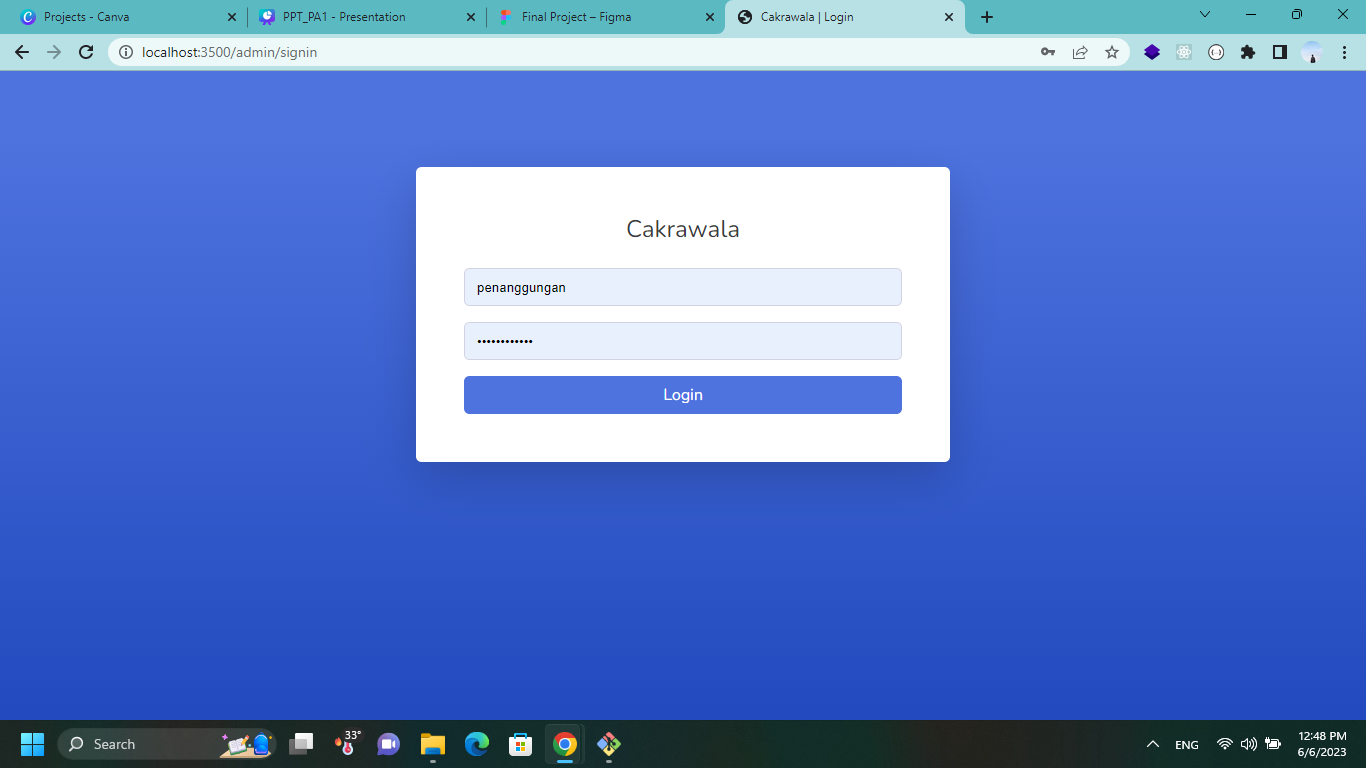 Projects - Canva
PPT_PA1 - Presentation
Final Project – Figma
Cakrawala | Login
localhost:3500/admin/signin
Cakrawala
penanggungan
••••••••••••
Login
Search
33°
ENG
12:48 PM
6/6/2023